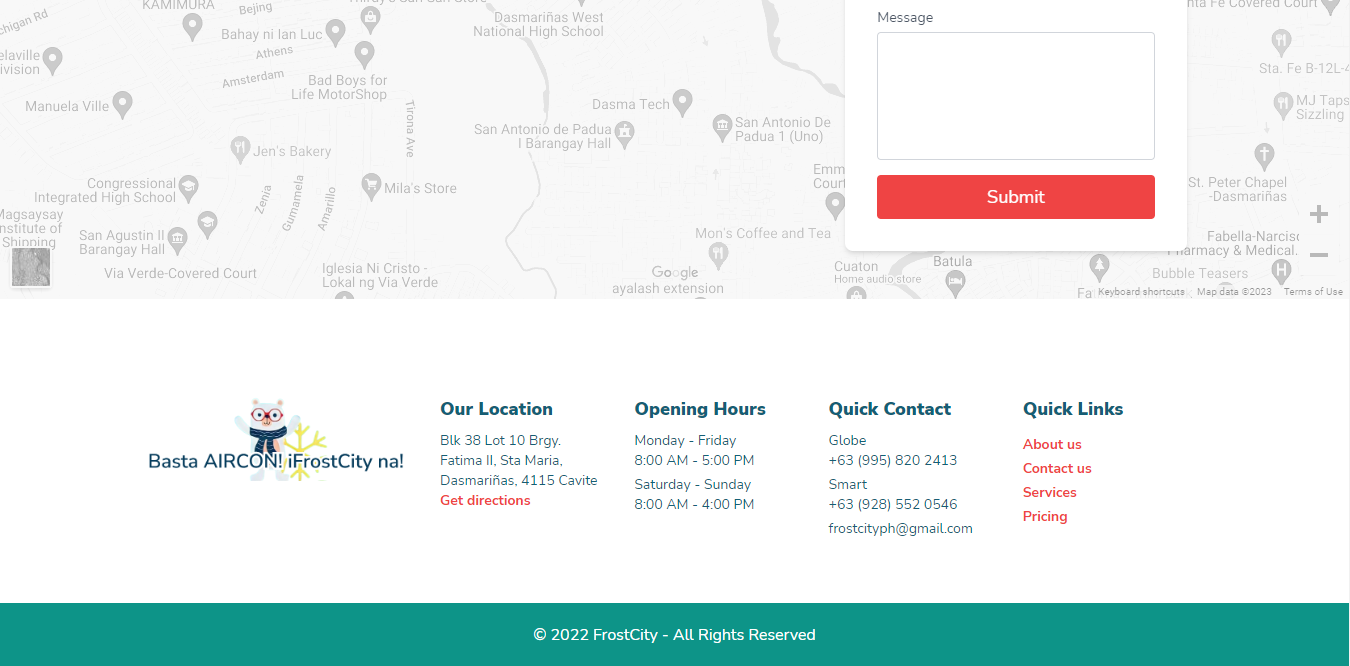 KAMIMURA
Beijing
Dasmariñas West
National High School
Bahay ni Ian Luc
Athens
Amsterdam
Bad Boys for
Life MotorShop
Manuela Ville
Tirona Ave
Dasma Tech
San Antonio de Padua
I Barangay Hall
San Antonio De
Padua 1 (Uno)
Jen's Bakery
Congressional
Integrated High School
Mila's Store
Zenia
Gumamela
Amarillo
Magsaysay
Institute of
Shipping
San Agustin II
Barangay Hall
Via Verde-Covered Court
Iglesia Ni Cristo -
Lokal ng Via Verde
Mon's Coffee and Tea
Google
ayalash extension
Emm
Court
Cuaton
Home audio store
Batula
Message
Submit
nta Fe Covered Court
Sta. Fe B-12L-4
MJ Taps
Sizzling
St. Peter Chapel
-Dasmariñas
Fabella-Narcisc
Pharmacy & Medical.
Bubble Teasers
Keyboard shortcuts
Map data ©2023
Terms of Use
Basta AIRCON! iFrostCity na!
Our Location
Blk 38 Lot 10 Brgy.
Fatima II, Sta Maria,
Dasmariñas, 4115 Cavite
Get directions
Opening Hours
Monday - Friday
8:00 AM - 5:00 PM
Saturday - Sunday
8:00 AM - 4:00 PM
Quick Contact
Globe
+63 (995) 820 2413
Smart
+63 (928) 552 0546
frostcityph@gmail.com
Quick Links
About us
Contact us
Services
Pricing
© 2022 FrostCity - All Rights Reserved